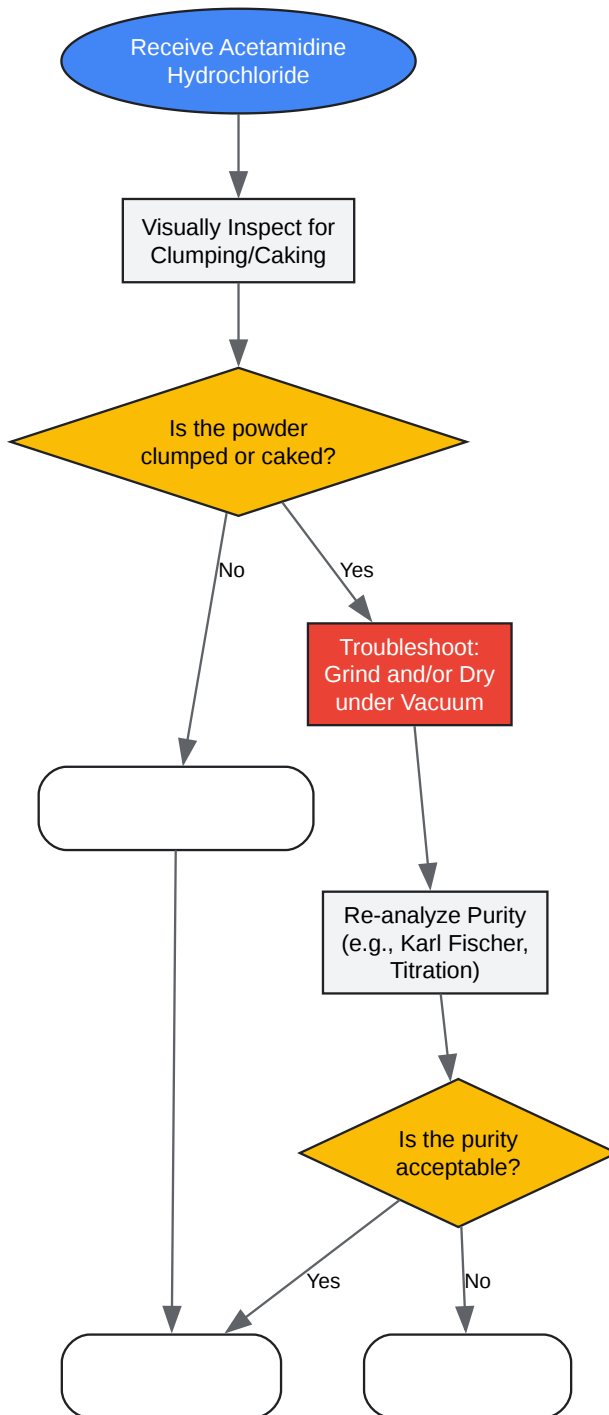 Receive Acetamidine
Hydrochloride
Visually Inspect for
Clumping/Caking
Is the powder
clumped or caked?
No
Yes
Troubleshoot:
Grind and/or Dry
under Vacuum
Re-analyze Purity
(e.g., Karl Fischer,
Titration)
Is the purity
acceptable?
Yes
No